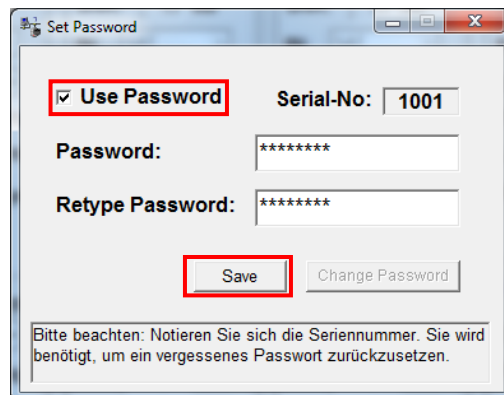 Set Password
Use Password
Serial-No: 1001
Password: ********
Retype Password: ********
Save Change Password
Bitte beachten: Notieren Sie sich die Seriennummer. Sie wird
benötigt, um ein vergessenes Passwort zurückzusetzen.